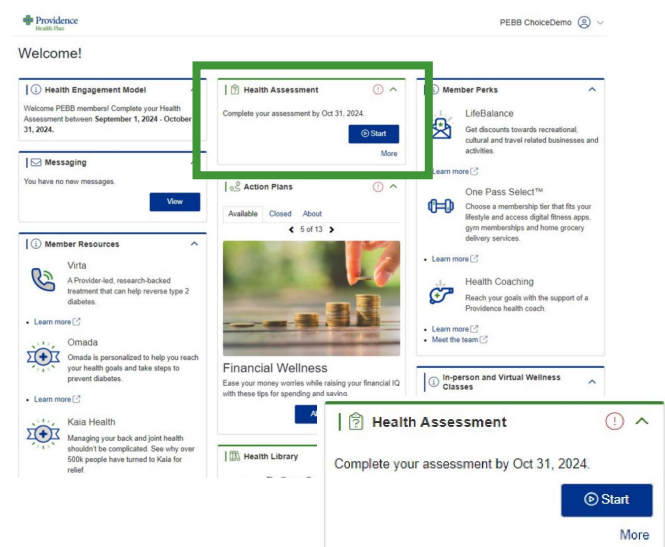 Providence
Health Plan
PEBB ChoiceDemo
Welcome!
Health Engagement Model
Welcome PEBB members! Complete your Health
Assessment between September 1, 2024 - October
31, 2024.
Messaging
You have no new messages.
View
Member Resources
Virta
A Provider-led, research-backed
treatment that can help reverse type 2
diabetes.
• Learn more
Omada
Omada is personalized to help you reach
your health goals and take steps to
prevent diabetes.
• Learn more
Kaia Health
Managing your back and joint health
shouldn't be complicated. See why over
500k people have turned to Kaia for
relief.
Health Assessment
Complete your assessment by Oct 31, 2024.
Start
More
Action Plans
Available Closed About
5 of 13
Financial Wellness
Ease your money worries while raising your financial IQ
with these tips for spending and saving.
Health Library
Member Perks
LifeBalance
Get discounts towards recreational,
cultural and travel related businesses and
activities.
Learn more
One Pass Select™
Choose a membership tier that fits your
lifestyle and access digital fitness apps,
gym memberships and home grocery
delivery services.
• Learn more
Health Coaching
Reach your goals with the support of a
Providence health coach.
• Learn more
• Meet the team
In-person and Virtual Wellness
Classes
Health Assessment
Complete your assessment by Oct 31, 2024.
Start
More